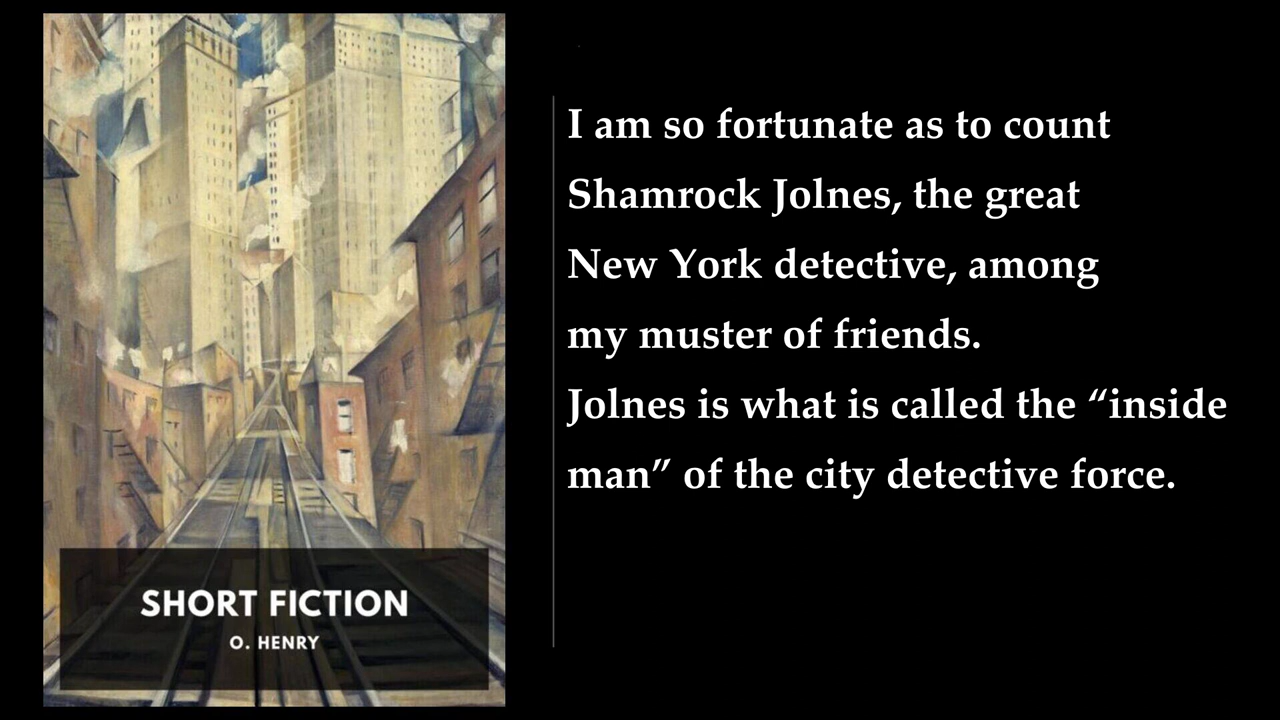 SHORT FICTION
O. HENRY
I am so fortunate as to count
Shamrock Jolnes, the great
New York detective, among
my muster of friends.
Jolnes is what is called the “inside
man” of the city detective force.